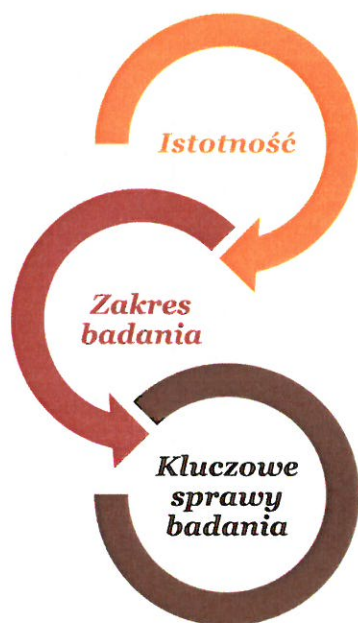 Istotność
Zakres
badania
Kluczowe
sprawy
badania